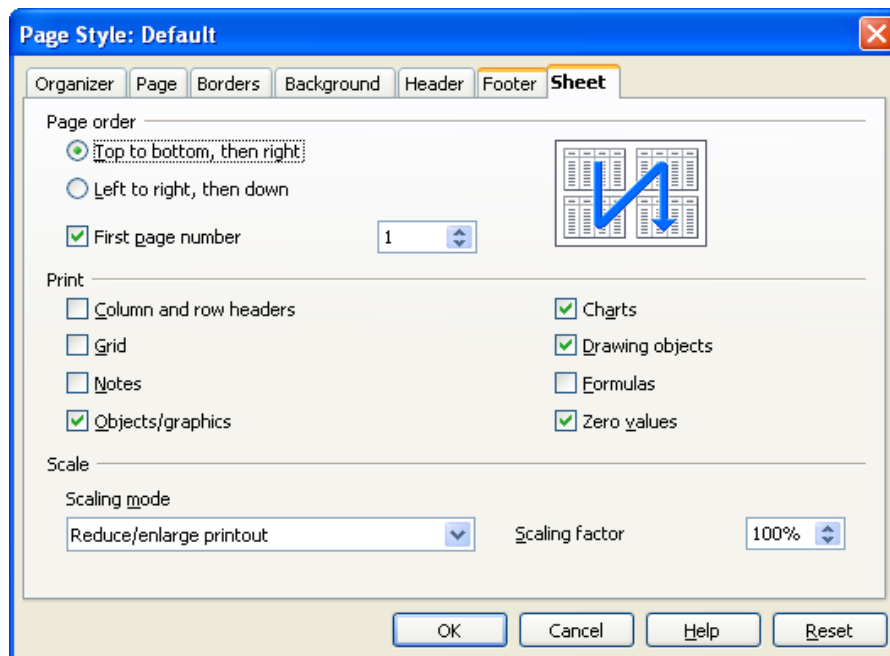 Page Style: Default
Organizer Page Borders Background Header Footer Sheet
Page order
Top to bottom, then right
Left to right, then down
First page number 1
Print
Column and row headers
Grid
Notes
Objects/graphics
Charts
Drawing objects
Formulas
Zero values
Scale
Scaling mode
Reduce/enlarge printout Scaling factor 100%
OK Cancel Help Reset